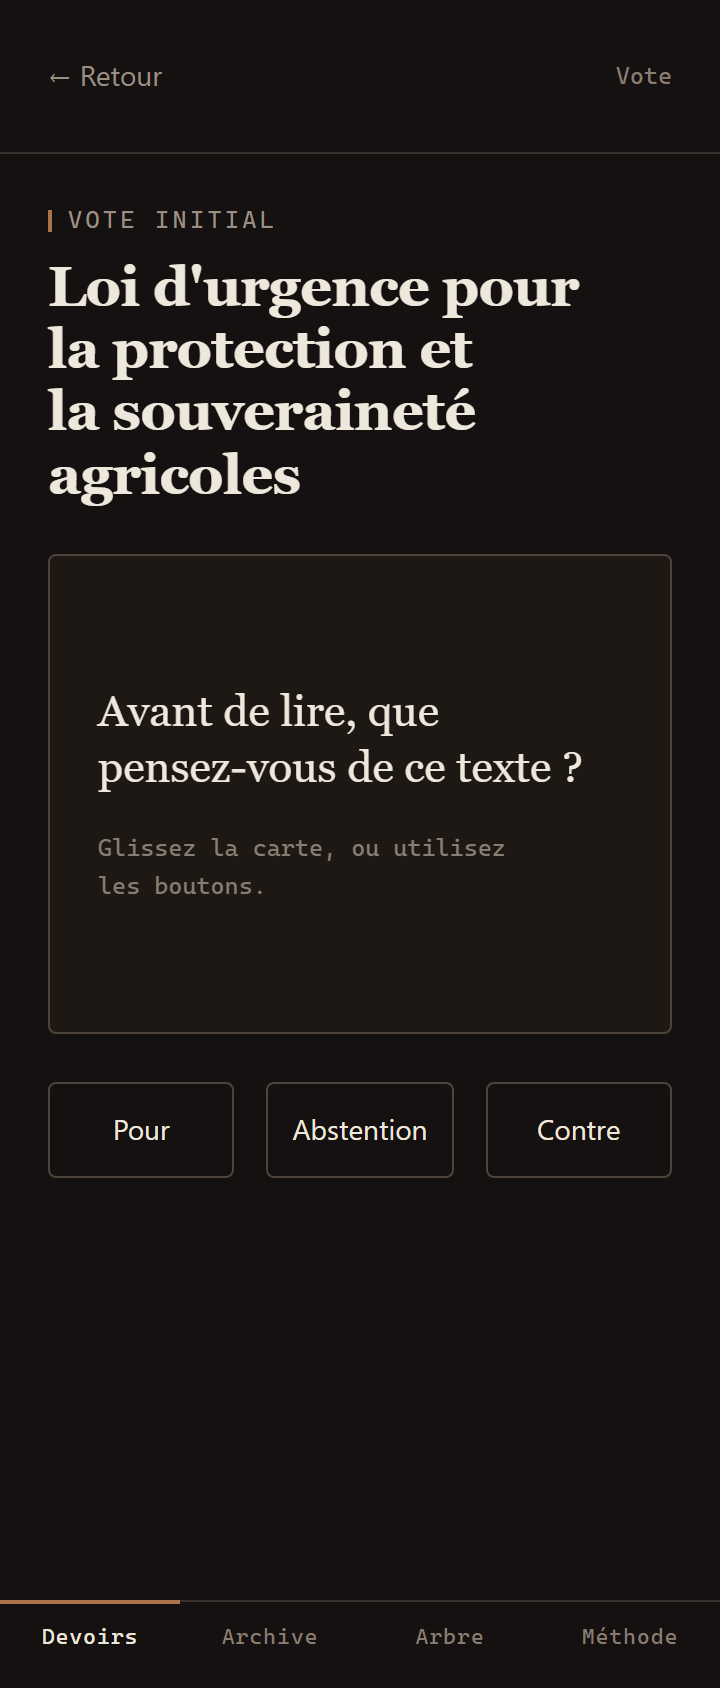 ← Retour
Vote
VOTE INITIAL
Loi d'urgence pour
la protection et
la souveraineté
agricoles
Avant de lire, que
pensez-vous de ce texte ?
Glissez la carte, ou utilisez
les boutons.
Pour
Abstention
Contre
Devoirs
Archive
Arbre
Méthode